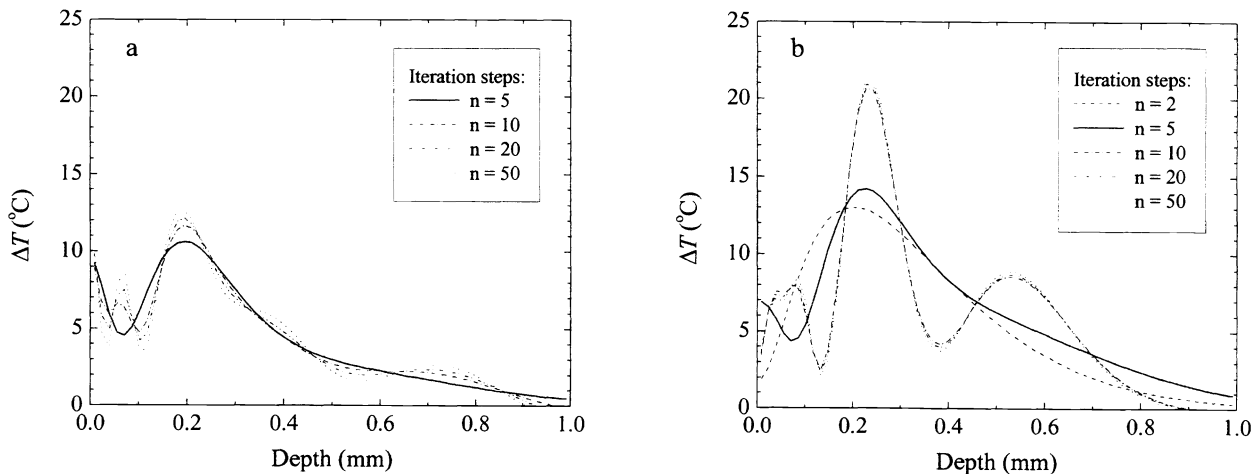 a
Iteration steps:
n = 5
n = 10
n = 20
n = 50
25
20
15
10
5
0
ΔT (°C)
0.0 0.2 0.4 0.6 0.8 1.0
Depth (mm)
b
Iteration steps:
n = 2
n = 5
n = 10
n = 20
n = 50
25
20
15
10
5
0
ΔT (°C)
0.0 0.2 0.4 0.6 0.8 1.0
Depth (mm)